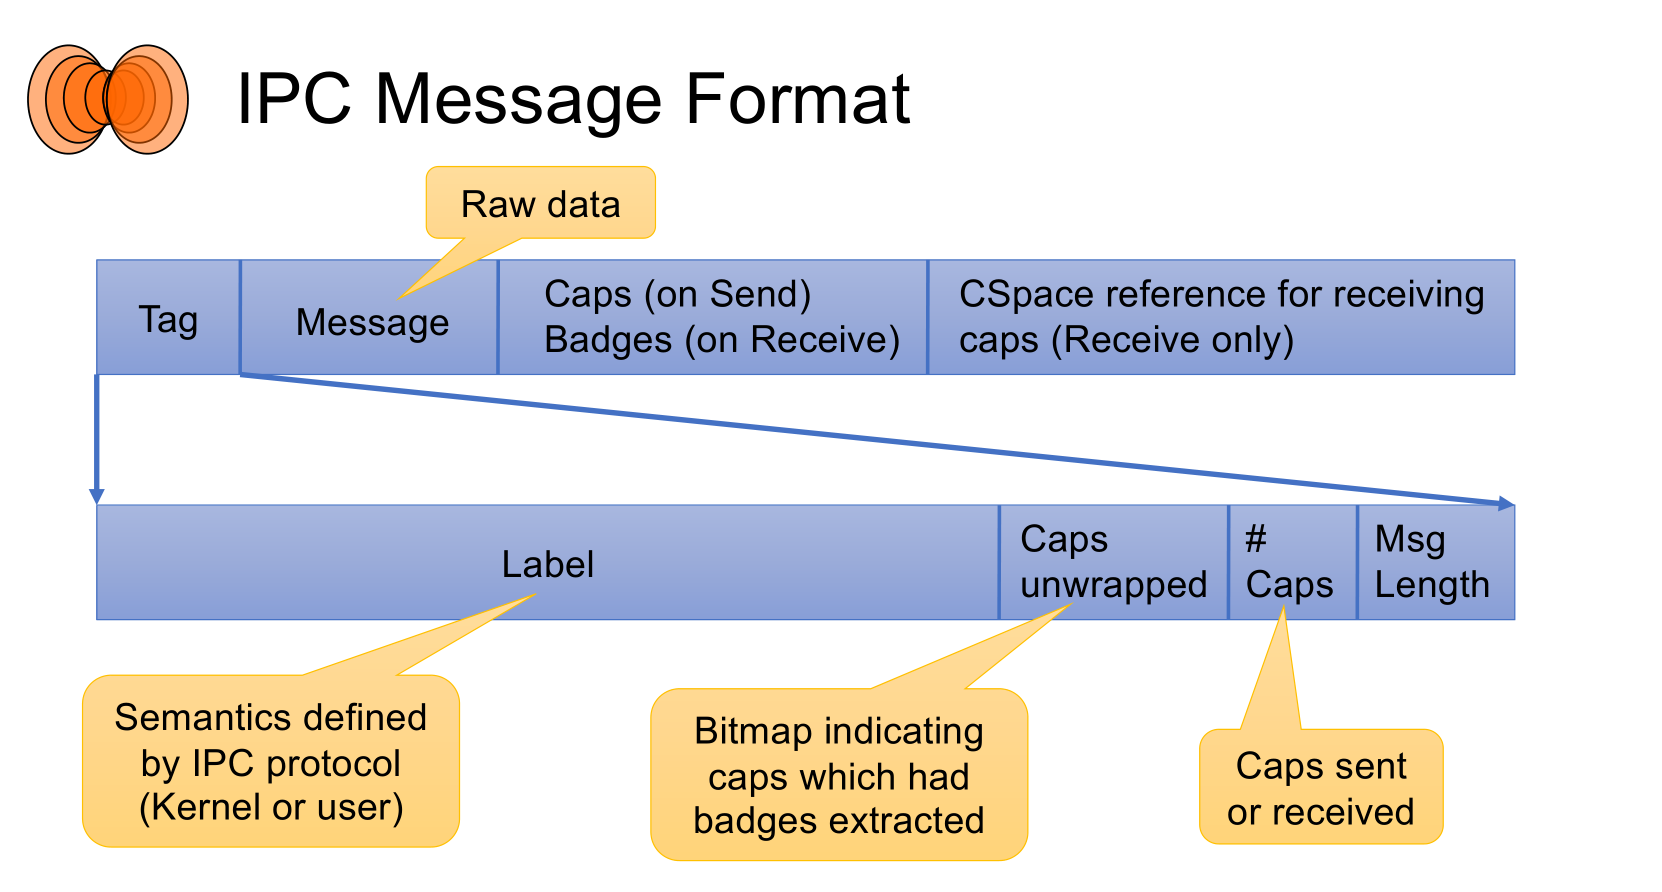 IPC Message Format
Raw data
Tag
Message
Caps (on Send)
Badges (on Receive)
CSpace reference for receiving
caps (Receive only)
Label
Caps
unwrapped
#
Caps
Msg
Length
Semantics defined
by IPC protocol
(Kernel or user)
Bitmap indicating
caps which had
badges extracted
Caps sent
or received